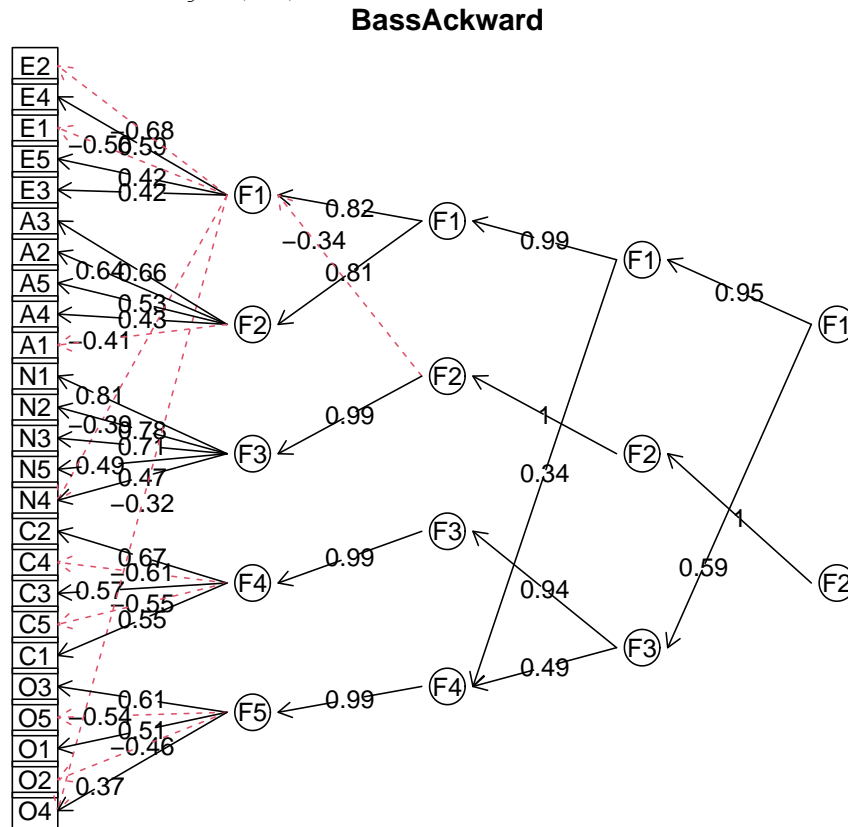 BassAckward
E2
E4
E1
E5
E3
A3
A2
A5
A4
A1
N1
N2
N3
N5
N4
C2
C4
C3
C5
C1
O3
O5
O1
O2
O4
−0.68
0.59
−0.56
0.42
0.42
0.66
0.64
0.53
0.43
−0.41
0.81
−0.39
0.78
0.71
0.49
0.47
−0.32
0.67
−0.61
0.57
−0.55
0.55
0.61
−0.54
0.51
−0.46
0.37
F1
F2
F3
F4
F5
0.82
−0.34
0.81
0.99
0.99
0.99
F1
F2
F3
F4
0.99
1
0.34
0.94
0.49
F1
F2
F3
0.95
1
0.59
F1
F2